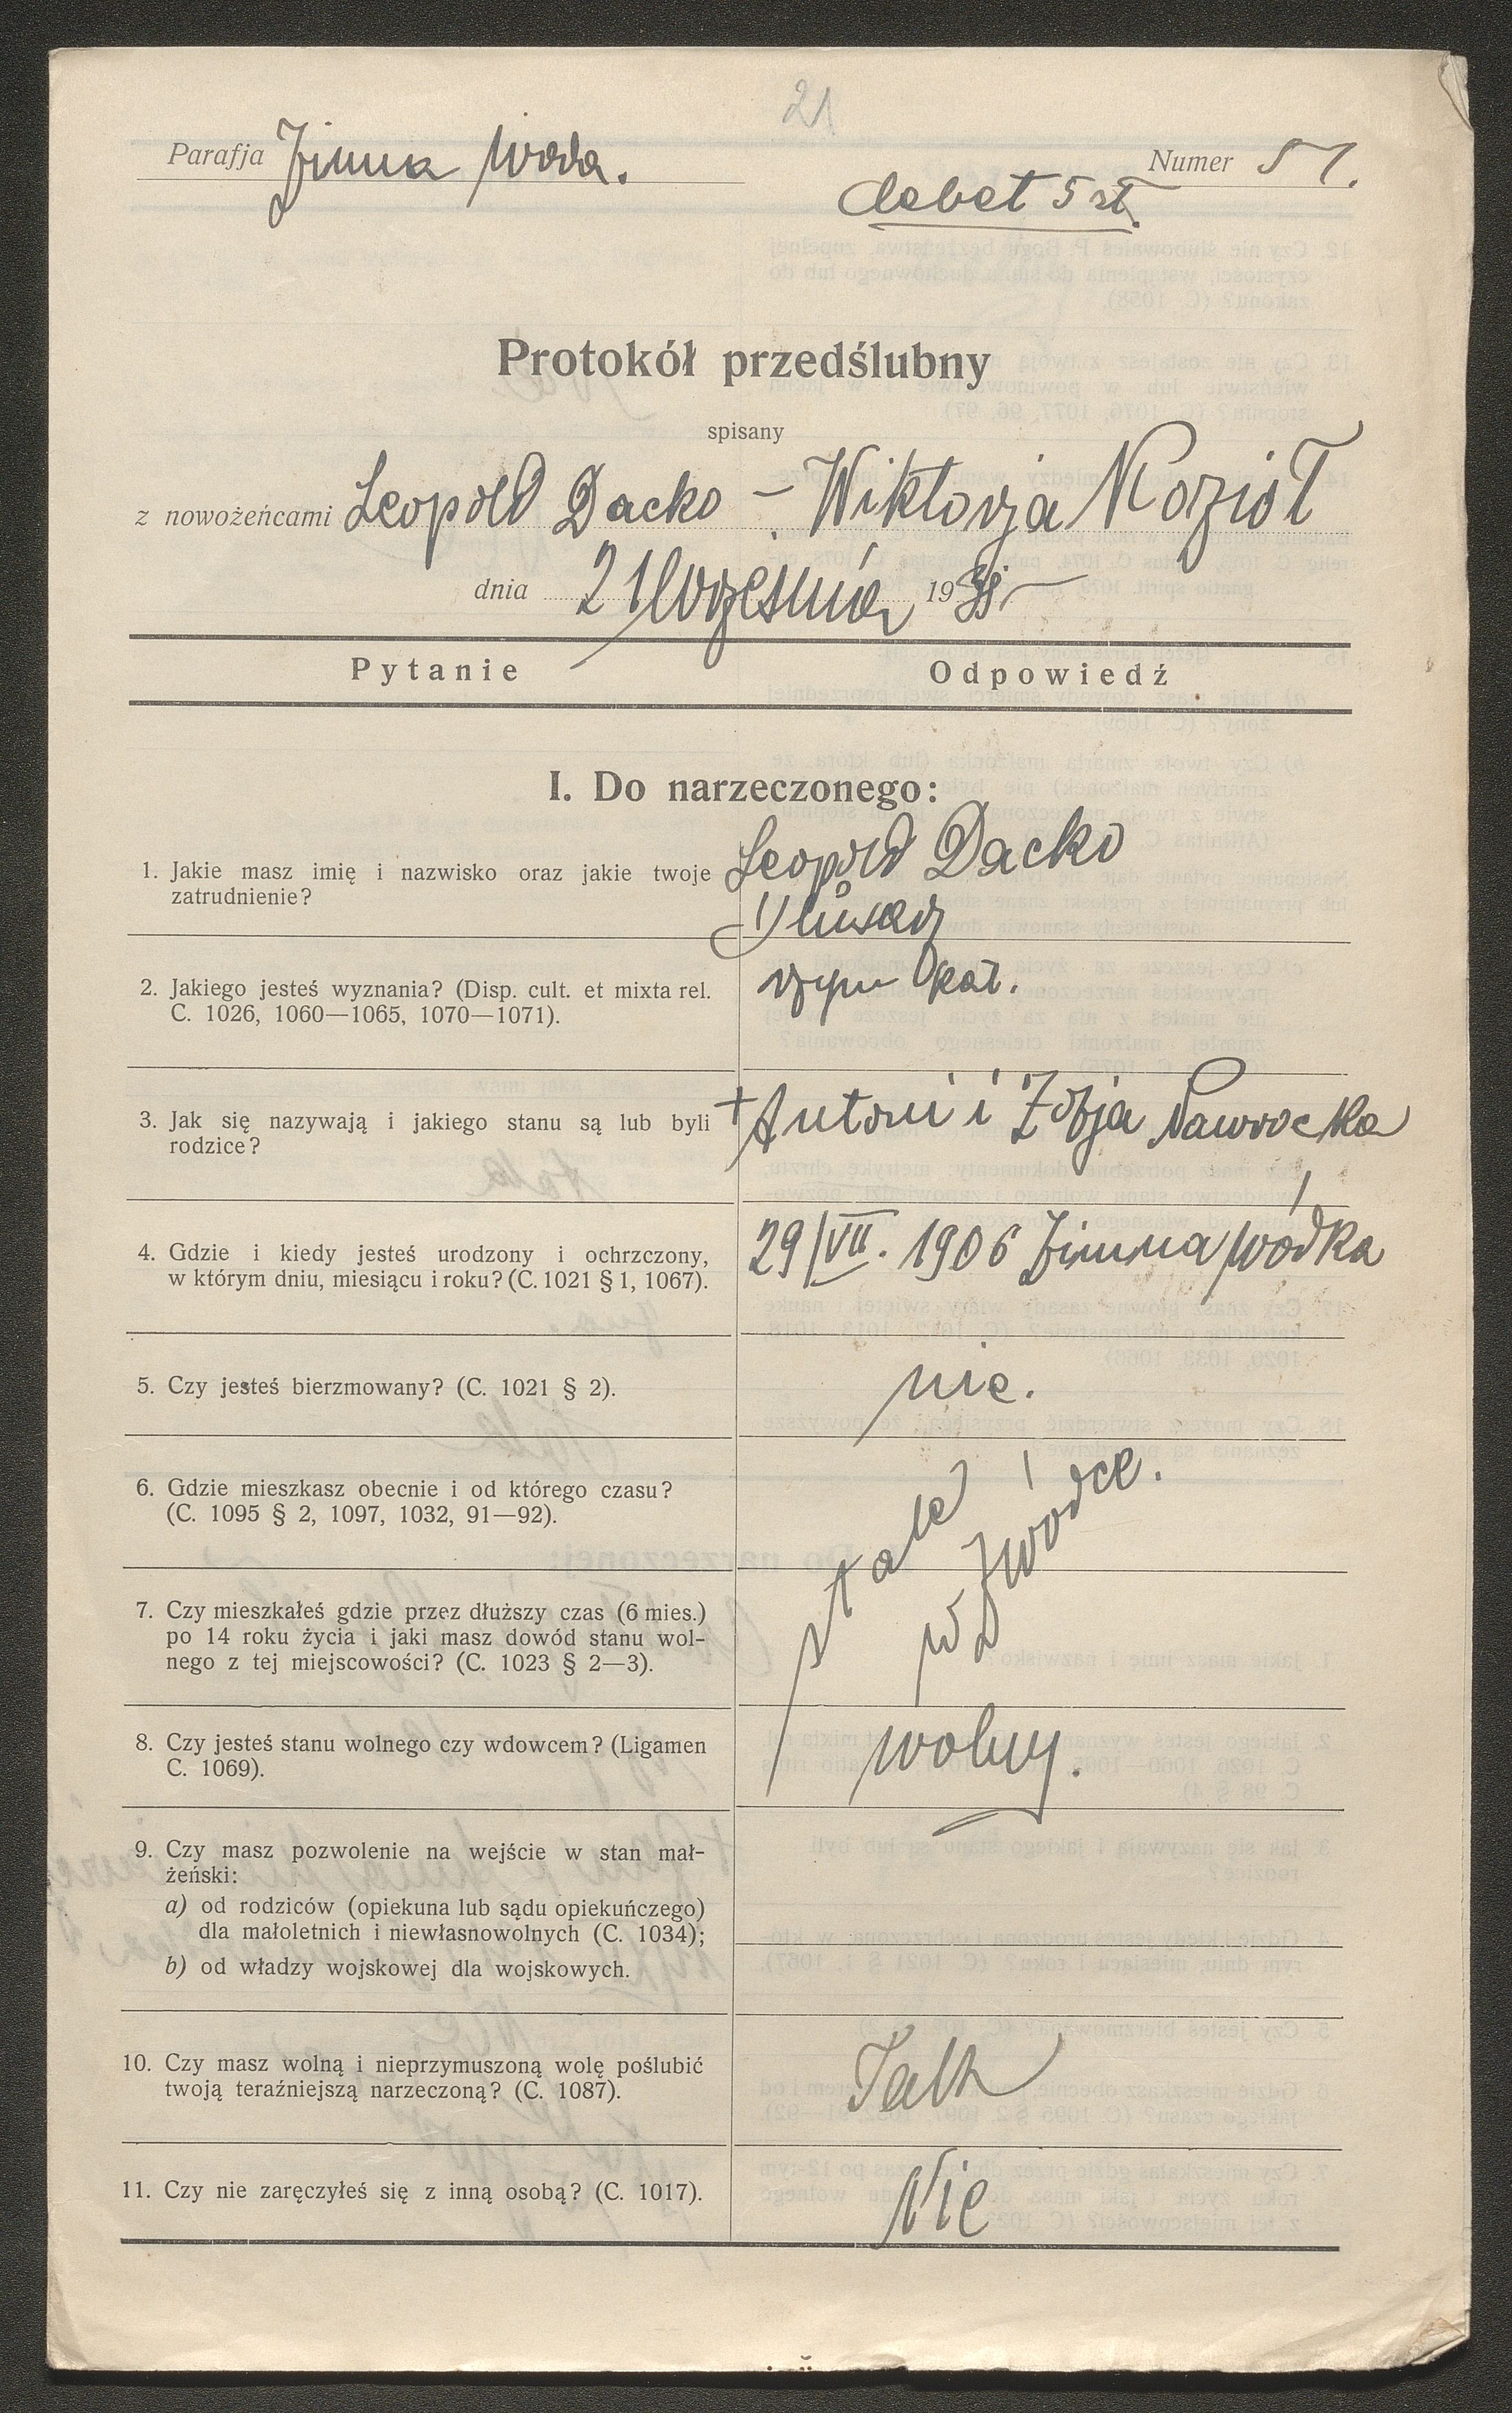 21
Parafja Zimna Woda.
Numer 51.
debet 5 zł.
Protokół przedślubny
spisany
z nowożeńcami Leopold Dacko – Wiktorja Kozioł
dnia 21 września 19
Pytanie Odpowiedź
I. Do narzeczonego:
1. Jakie masz imię i nazwisko oraz jakie twoje
zatrudnienie?
Leopold Dacko
ślusarz
2. Jakiego jesteś wyznania? (Disp. cult. et mixta rel.
C. 1026, 1060—1065, 1070—1071).
rzym kat.
3. Jak się nazywają i jakiego stanu są lub byli
rodzice?
+ Antoni i Zofja Nawrocka
4. Gdzie i kiedy jesteś urodzony i ochrzczony,
w którym dniu, miesiącu i roku? (C. 1021 § 1, 1067).
29/VII. 1906 Zimna wódka
5. Czy jesteś bierzmowany? (C. 1021 § 2).
nie.
6. Gdzie mieszkasz obecnie i od którego czasu?
(C. 1095 § 2, 1097, 1032, 91—92).
stale
w Zwódce.
7. Czy mieszkałeś gdzie przez dłuższy czas (6 mies.)
po 14 roku życia i jaki masz dowód stanu wol-
nego z tej miejscowości? (C. 1023 § 2—3).
8. Czy jesteś stanu wolnego czy wdowcem? (Ligamen
C. 1069).
wolny.
9. Czy masz pozwolenie na wejście w stan mał-
żeński:
a) od rodziców (opiekuna lub sądu opiekuńczego)
dla małoletnich i niewłasnowolnych (C. 1034);
b) od władzy wojskowej dla wojskowych.
10. Czy masz wolną i nieprzymuszoną wolę poślubić
twoją teraźniejszą narzeczoną? (C. 1087).
Tak
11. Czy nie zaręczyłeś się z inną osobą? (C. 1017).
Nie